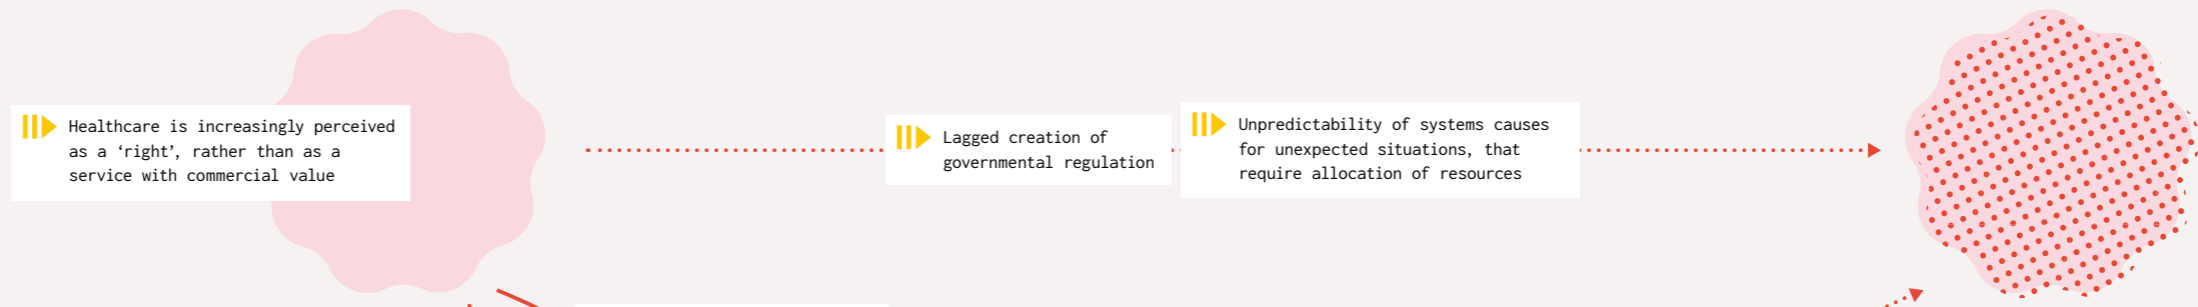 Healthcare is increasingly perceived
as a ‘right’, rather than as a
service with commercial value
Lagged creation of
governmental regulation
Unpredictability of systems causes
for unexpected situations, that
require allocation of resources